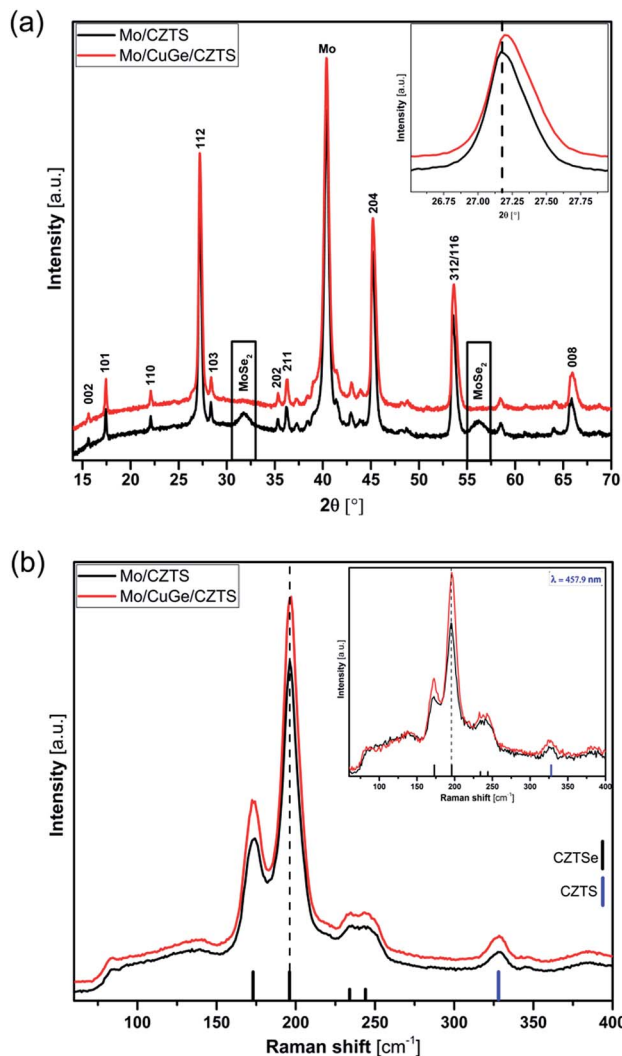 (a)
Mo/CZTS
Mo/CuGe/CZTS
Intensity [a.u.]
002
101
110
112
103
MoSe2
202
211
Mo
204
312/116
MoSe2
008
15 20 25 30 35 40 45 50 55 60 65 70
2θ [°]
Intensity [a.u.]
26.75 27.00 27.25 27.50 27.75
2θ [°]
(b)
Mo/CZTS
Mo/CuGe/CZTS
Intensity [a.u.]
λ = 457.9 nm
Intensity [a.u.]
100 150 200 250 300 350 400
Raman shift [cm-1]
CZTSe
CZTS
100 150 200 250 300 350 400
Raman shift [cm-1]